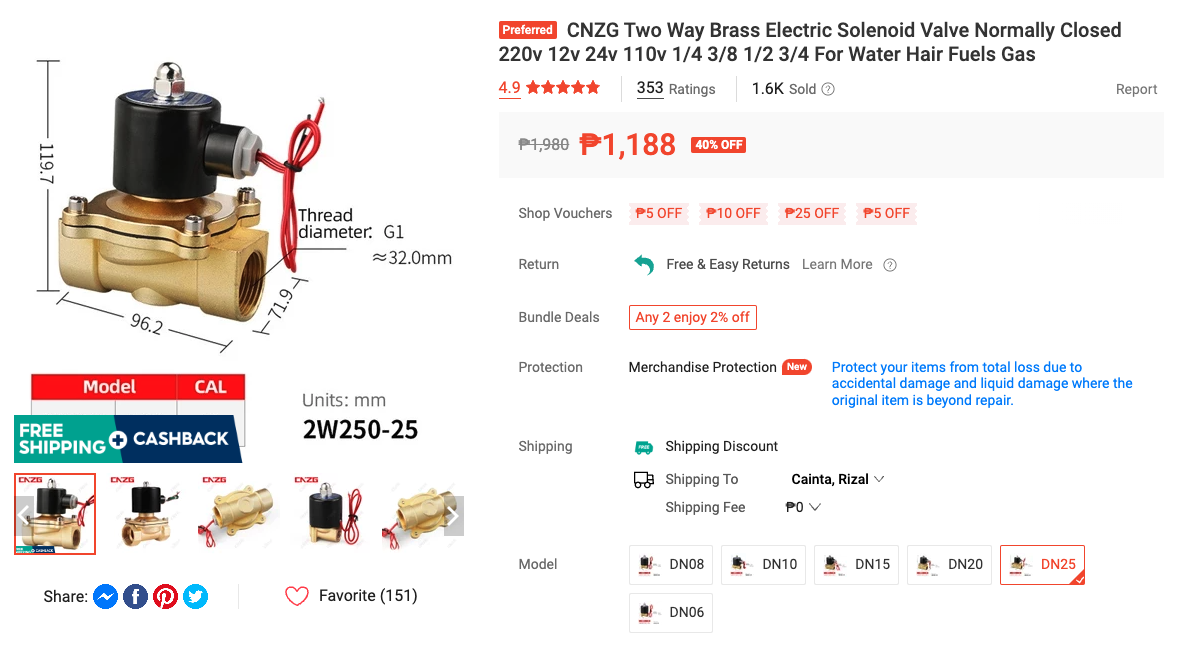 Preferred CNZG Two Way Brass Electric Solenoid Valve Normally Closed
220v 12v 24v 110v 1/4 3/8 1/2 3/4 For Water Hair Fuels Gas
4.9 353 Ratings 1.6K Sold ?
Report
₱1,980 ₱1,188 40% OFF
Shop Vouchers ₱5 OFF ₱10 OFF ₱25 OFF ₱5 OFF
Return Free & Easy Returns Learn More ?
Bundle Deals Any 2 enjoy 2% off
Protection Merchandise Protection New Protect your items from total loss due to
accidental damage and liquid damage where the
original item is beyond repair.
Shipping FREE Shipping Discount
Shipping To Cainta, Rizal
Shipping Fee ₱0
Model DN08 DN10 DN15 DN20 DN25
DN06
119.7
Thread
diameter: G1
≈32.0mm
96.2
71.9
Model CAL
Units: mm
2W250-25
FREE
SHIPPING + CASHBACK
CNZG CNZG CNZG CNZG
Share: Favorite (151)